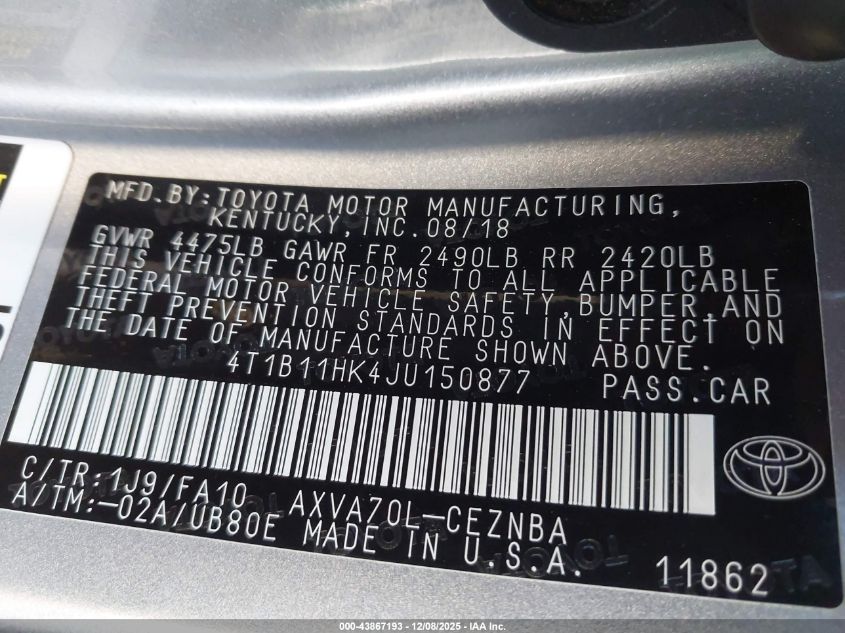 MFD.BY:TOYOTA MOTOR MANUFACTURING,
KENTUCKY,INC.08/18
GVWR 4475LB GAWR FR 2490LB RR 2420LB
THIS VEHICLE CONFORMS TO ALL APPLICABLE
FEDERAL MOTOR VEHICLE SAFETY,BUMPER,AND
THEFT PREVENTION STANDARDS IN EFFECT ON
THE DATE OF MANUFACTURE SHOWN ABOVE.
4T1B11HK4JU150877 PASS.CAR
C/TR:1J9/FA10 AXVA70L-CEZNBA
A/TM:-02A/UB80E MADE IN U.S.A.
11862
000-43867193 - 12/08/2025 - IAA Inc.